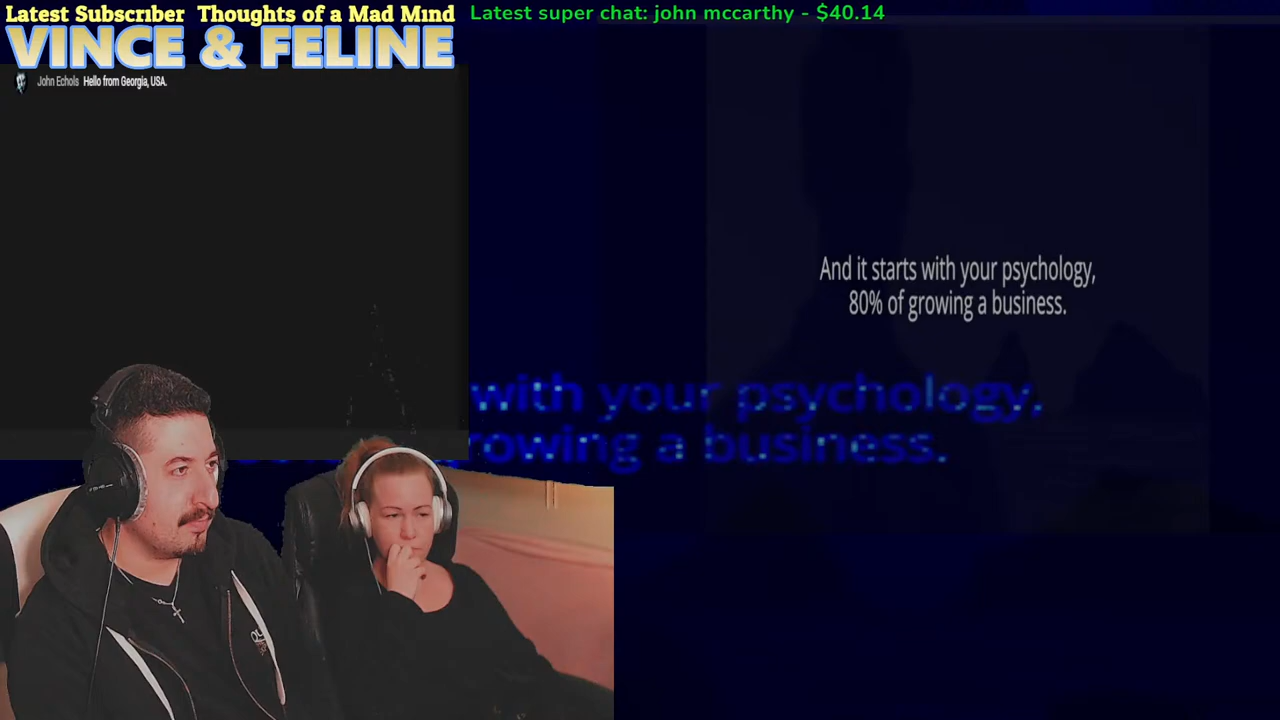 Latest Subscriber Thoughts of a Mad Mind
Latest super chat: john mccarthy - $40.14
VINCE & FELINE
John Echols Hello from Georgia, USA.
And it starts with your psychology,
80% of growing a business.
with your psychology,
growing a business.